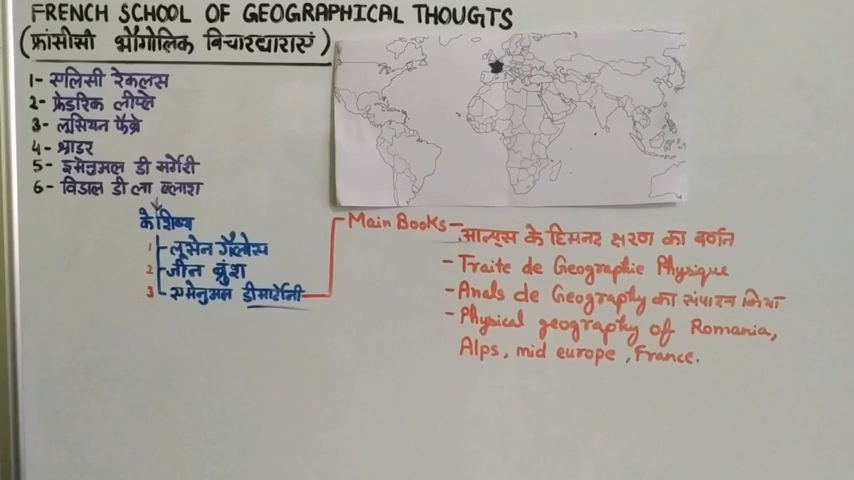 FRENCH SCHOOL OF GEOGRAPHICAL THOUGTS
(फ्रांसीसी भौगोलिक विचारधाराएं)
1- एलिसी रेकलस
2- फ्रेडरिक लीप्ले
3- लूसियन फैब्रे
4- श्राडर
5- इमेनुअल डी मर्गेरी
6- विडाल डी ला ब्लाश
के शिष्य
1 लूसेन गैलोस
2 जीन ब्रुंश
3 एमेनुअल डीमार्तोनी
Main Books - आल्प्स के हिमनद क्षरण का वर्णन
- Traite de Geographie Physique
- Anals de Geography का संपादन किया
- Physical geography of Romania,
Alps, mid europe, France.